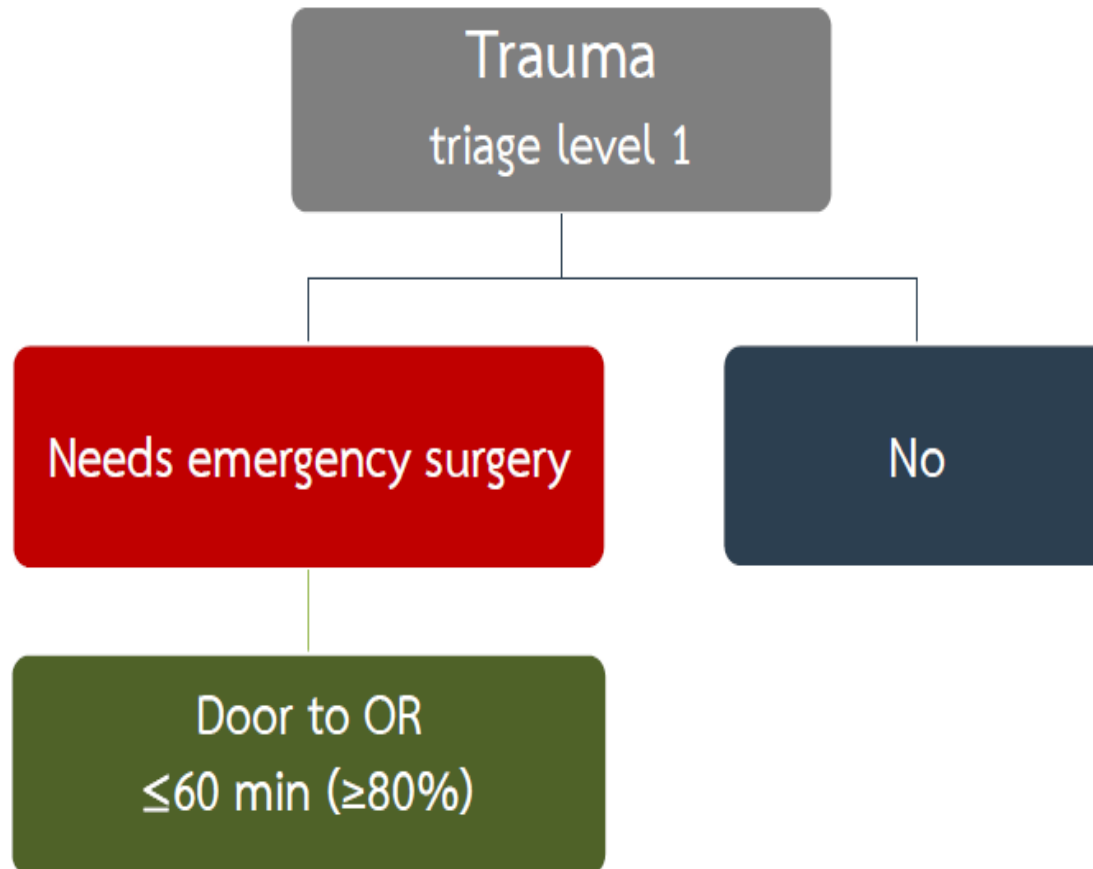 Trauma
triage level 1
Needs emergency surgery
No
Door to OR
≤60 min (≥80%)